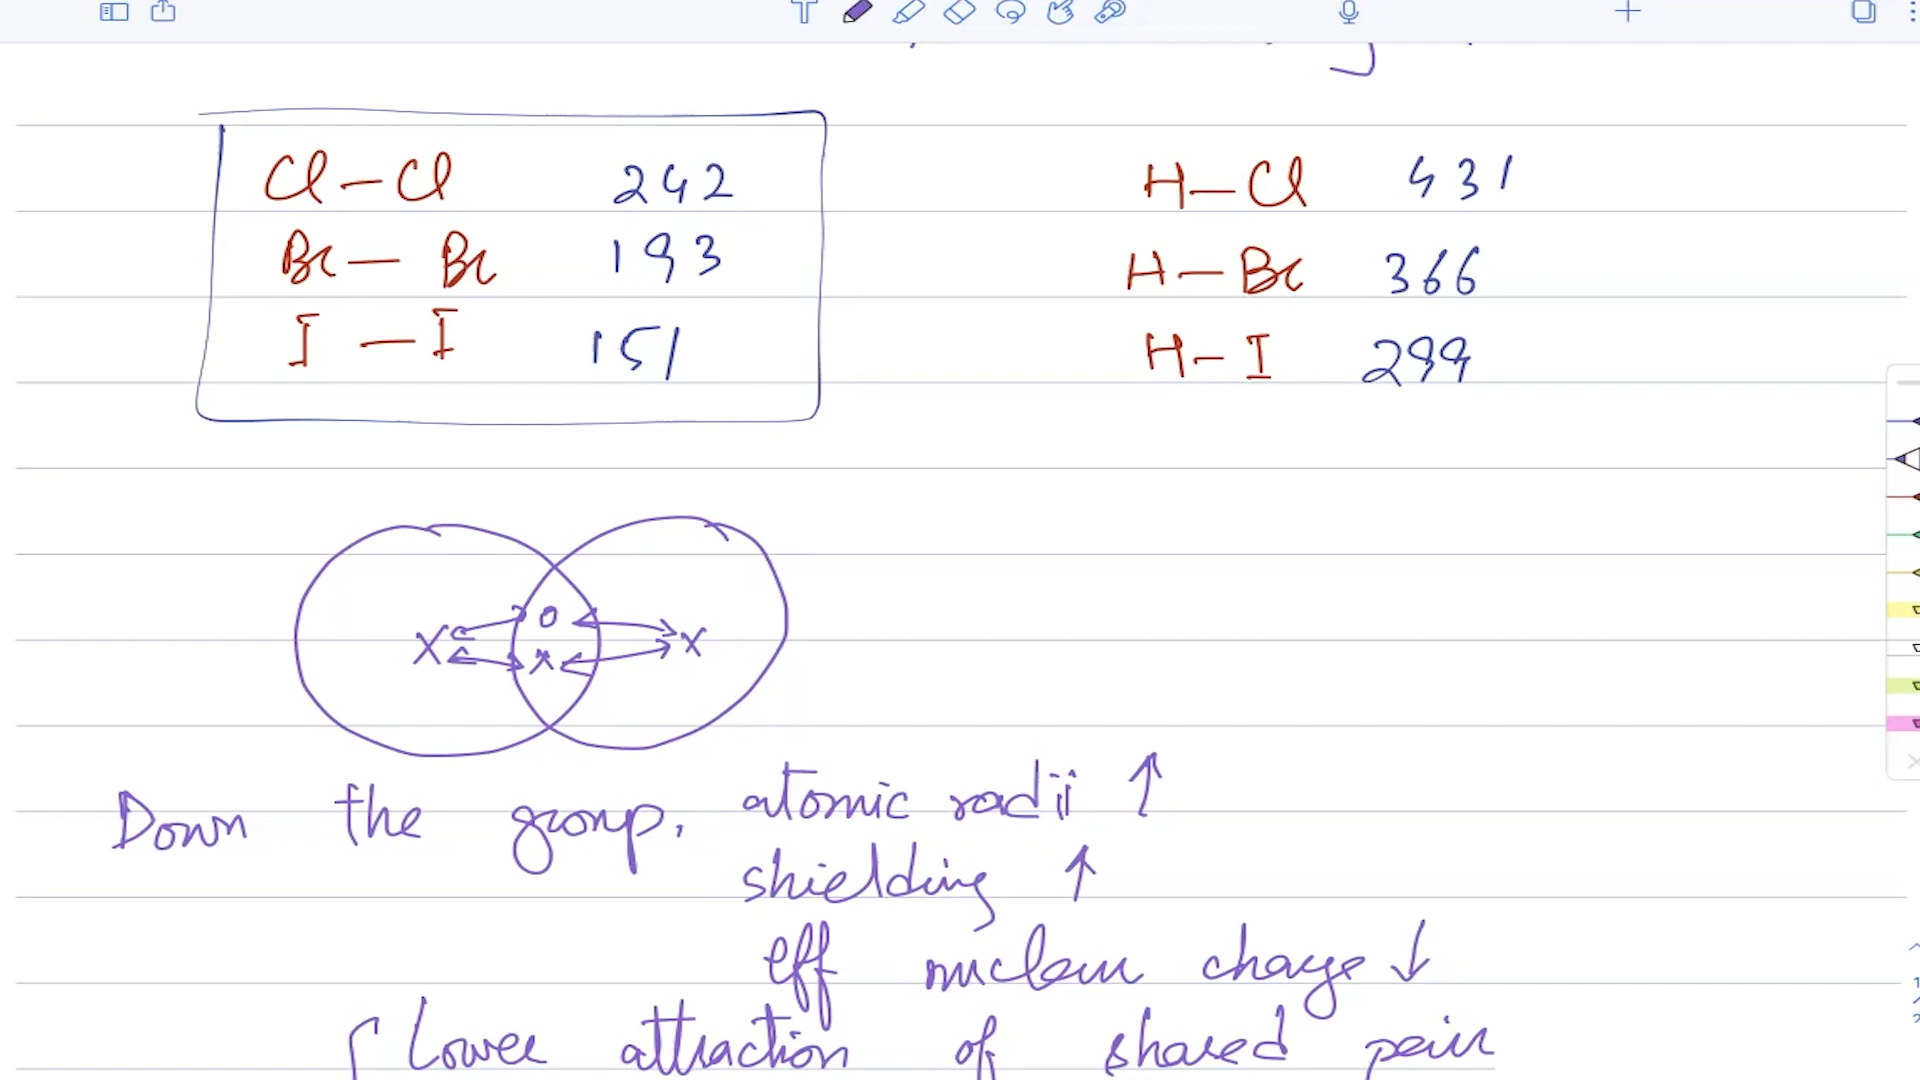 Cl–Cl 242
Br–Br 193
I–I 151
H–Cl 431
H–Br 366
H–I 299
o
X x X
Down the group, atomic radii ↑
shielding ↑
eff nuclear charge ↓
Lower attraction of shared pair